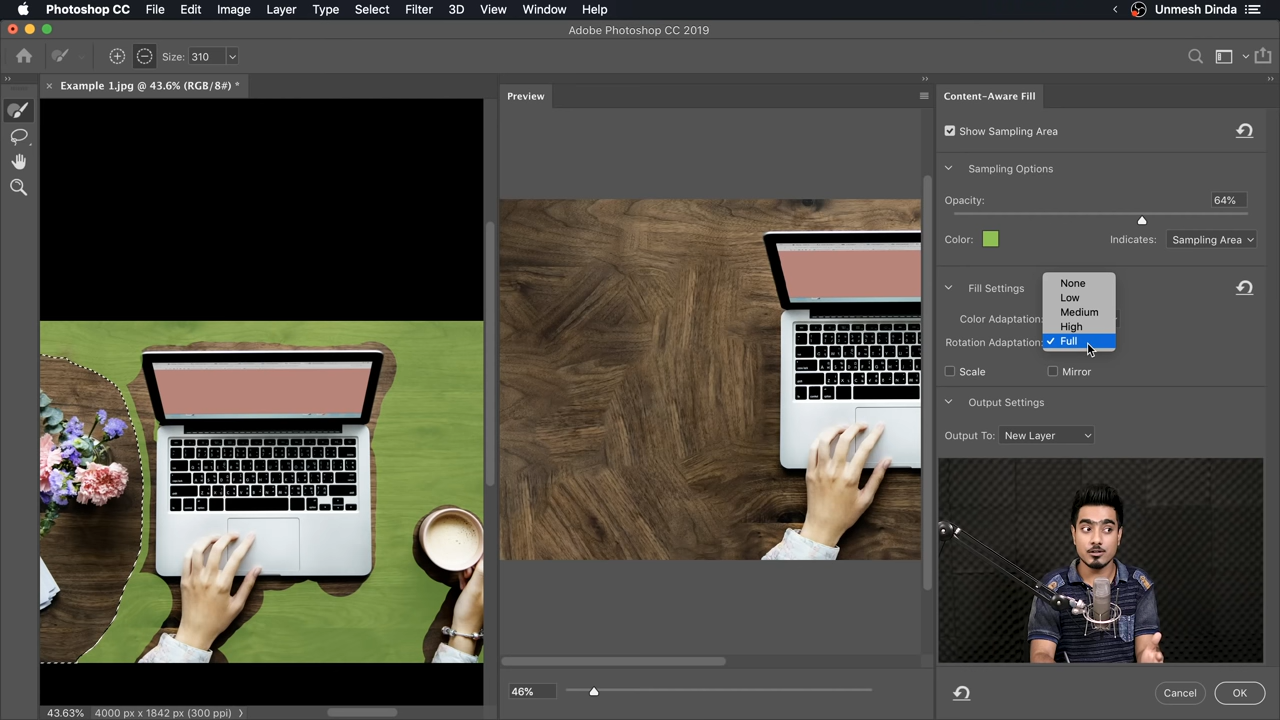 Photoshop CC File Edit Image Layer Type Select Filter 3D View Window Help Unmesh Dinda
Adobe Photoshop CC 2019
Size: 310
Example 1.jpg @ 43.6% (RGB/8#) *
Preview
Content-Aware Fill
Show Sampling Area
Sampling Options
Opacity: 64%
Color: Indicates: Sampling Area
Fill Settings
None
Low
Medium
High
Full
Color Adaptation:
Rotation Adaptation:
Scale Mirror
Output Settings
Output To: New Layer
46%
Cancel OK
43.63% 4000 px x 1842 px (300 ppi)